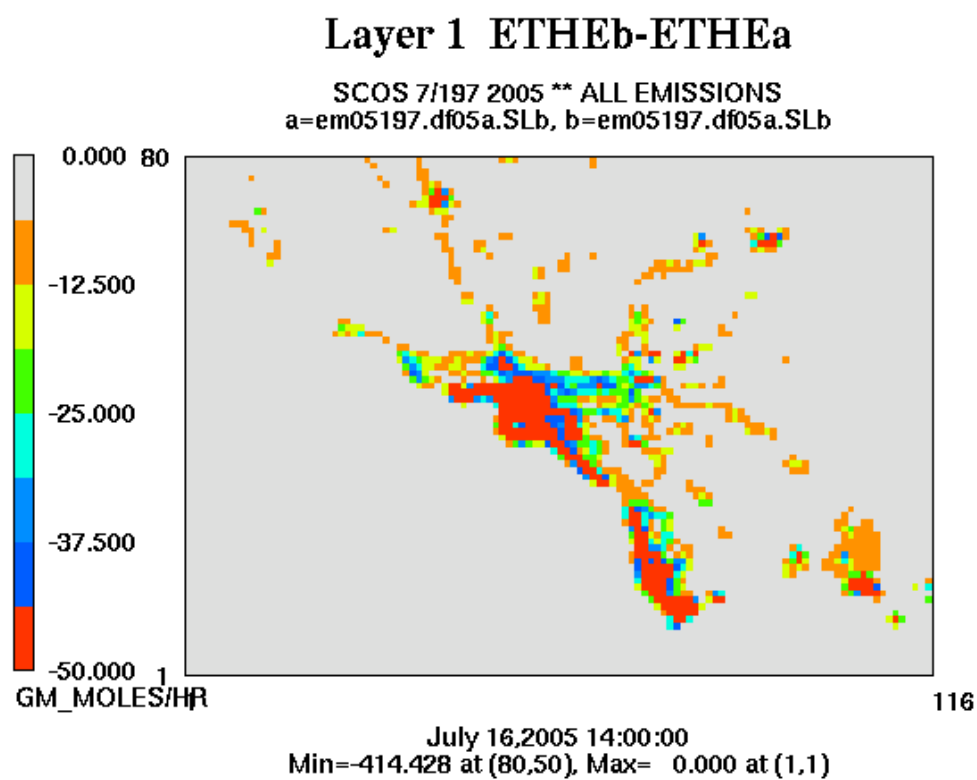 Layer 1 ETHEb-ETHEa
SCOS 7/197 2005 ** ALL EMISSIONS
a=em05197.df05a.SLb, b=em05197.df05a.SLb
0.000
80
-12.500
-25.000
-37.500
-50.000
1
GM_MOLES/HR
1
116
July 16,2005 14:00:00
Min=-414.428 at (80,50), Max= 0.000 at (1,1)